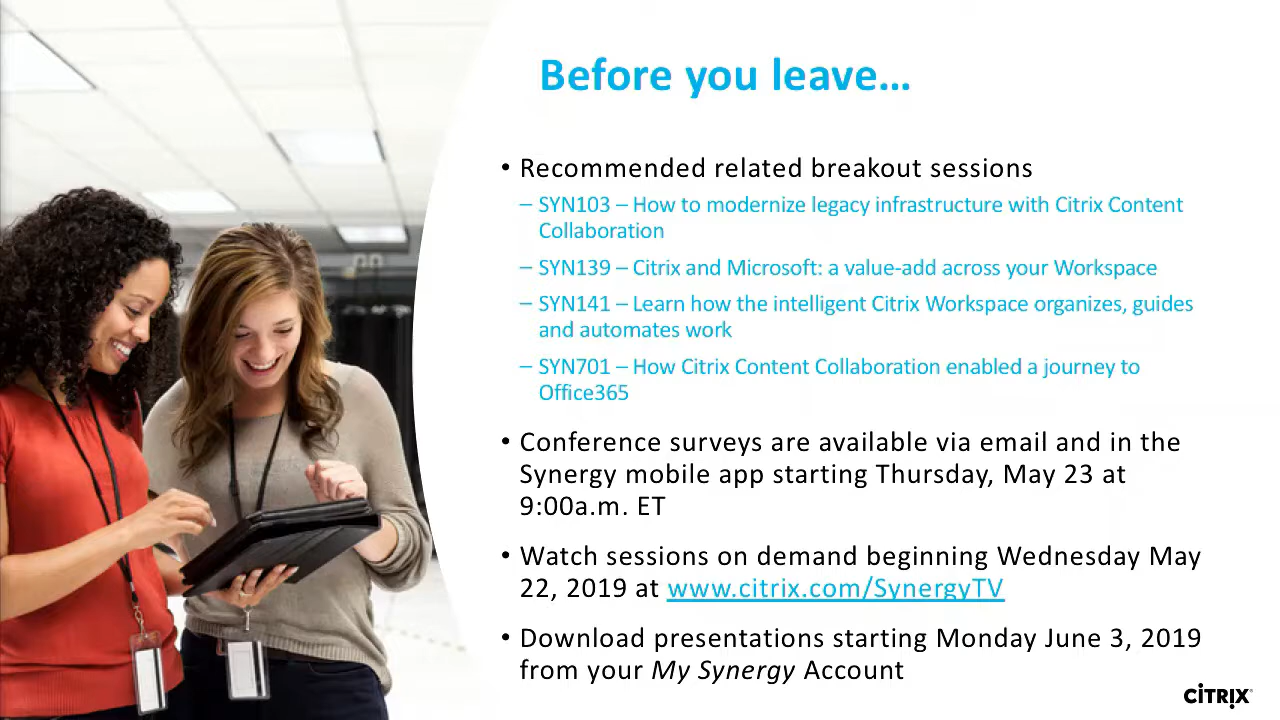 Before you leave…
• Recommended related breakout sessions
– SYN103 – How to modernize legacy infrastructure with Citrix Content
Collaboration
– SYN139 – Citrix and Microsoft: a value-add across your Workspace
– SYN141 – Learn how the intelligent Citrix Workspace organizes, guides
and automates work
– SYN701 – How Citrix Content Collaboration enabled a journey to
Office365
• Conference surveys are available via email and in the
Synergy mobile app starting Thursday, May 23 at
9:00a.m. ET
• Watch sessions on demand beginning Wednesday May
22, 2019 at www.citrix.com/SynergyTV
• Download presentations starting Monday June 3, 2019
from your My Synergy Account
CITRIX®